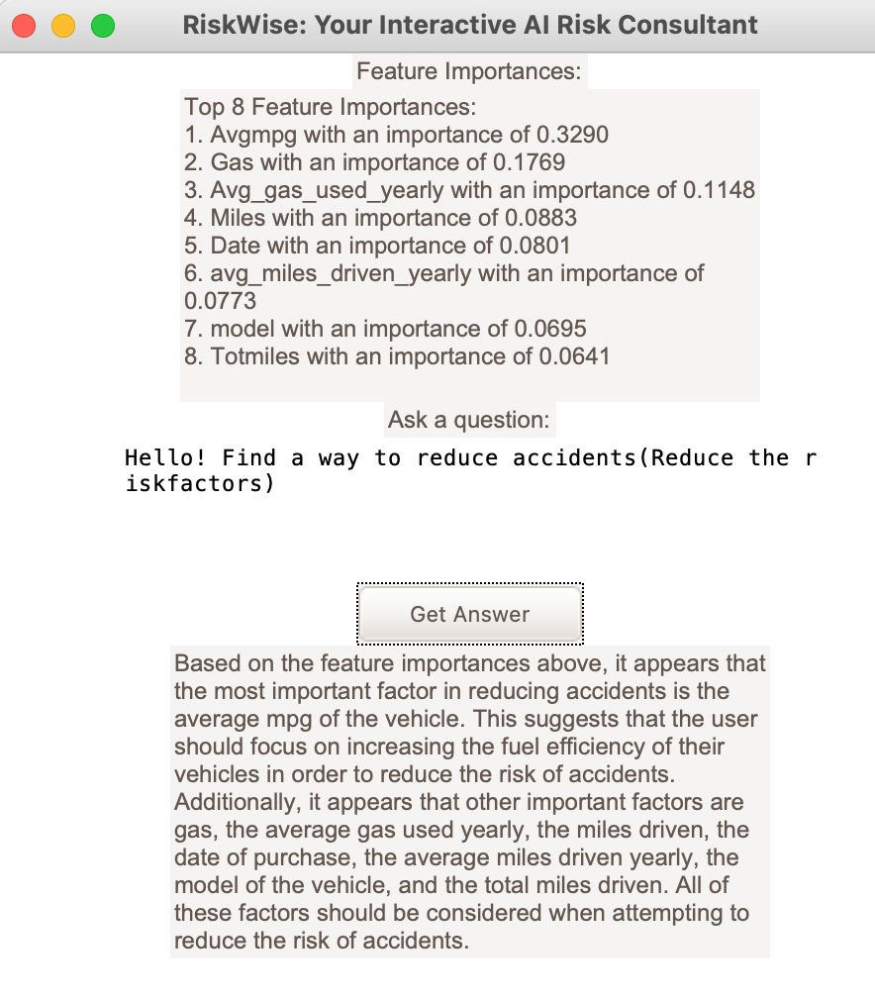 RiskWise: Your Interactive AI Risk Consultant
Feature Importances:
Top 8 Feature Importances:
1. Avgmpg with an importance of 0.3290
2. Gas with an importance of 0.1769
3. Avg_gas_used_yearly with an importance of 0.1148
4. Miles with an importance of 0.0883
5. Date with an importance of 0.0801
6. avg_miles_driven_yearly with an importance of
0.0773
7. model with an importance of 0.0695
8. Totmiles with an importance of 0.0641
Ask a question:
Hello! Find a way to reduce accidents(Reduce the r
iskfactors)
Get Answer
Based on the feature importances above, it appears that
the most important factor in reducing accidents is the
average mpg of the vehicle. This suggests that the user
should focus on increasing the fuel efficiency of their
vehicles in order to reduce the risk of accidents.
Additionally, it appears that other important factors are
gas, the average gas used yearly, the miles driven, the
date of purchase, the average miles driven yearly, the
model of the vehicle, and the total miles driven. All of
these factors should be considered when attempting to
reduce the risk of accidents.